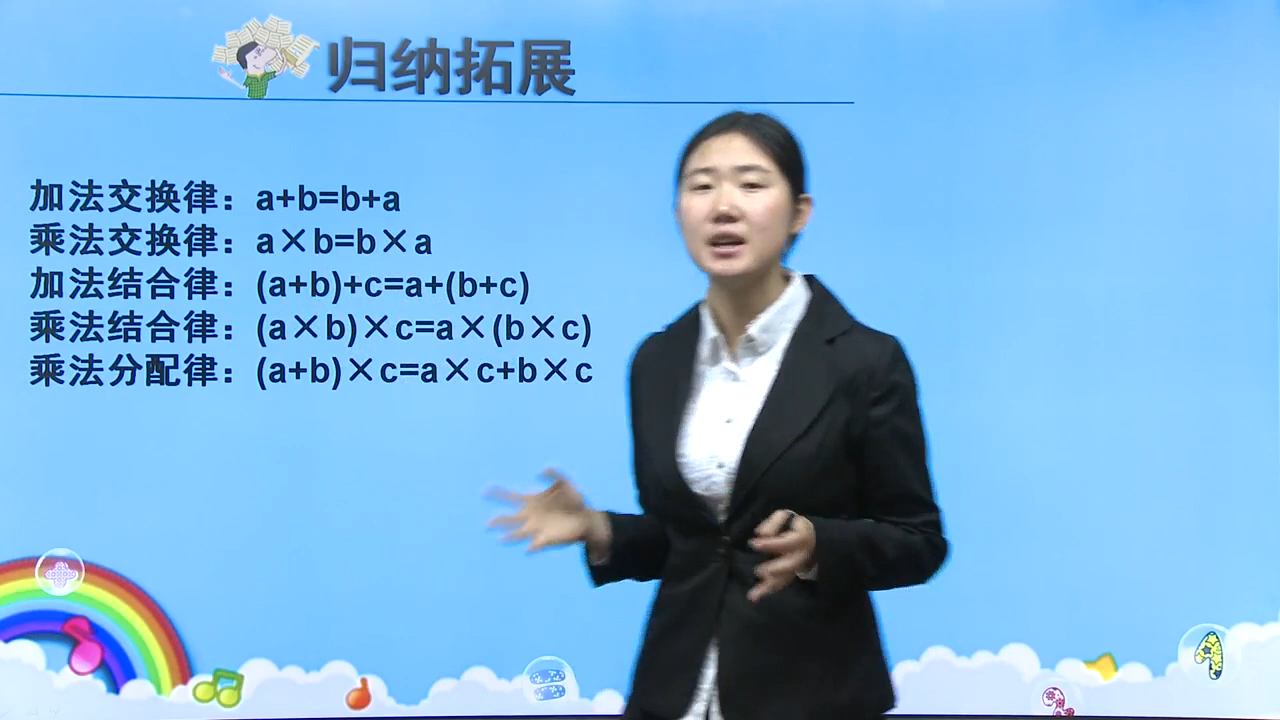 归纳拓展
加法交换律：a+b=b+a
乘法交换律：a×b=b×a
加法结合律：(a+b)+c=a+(b+c)
乘法结合律：(a×b)×c=a×(b×c)
乘法分配律：(a+b)×c=a×c+b×c